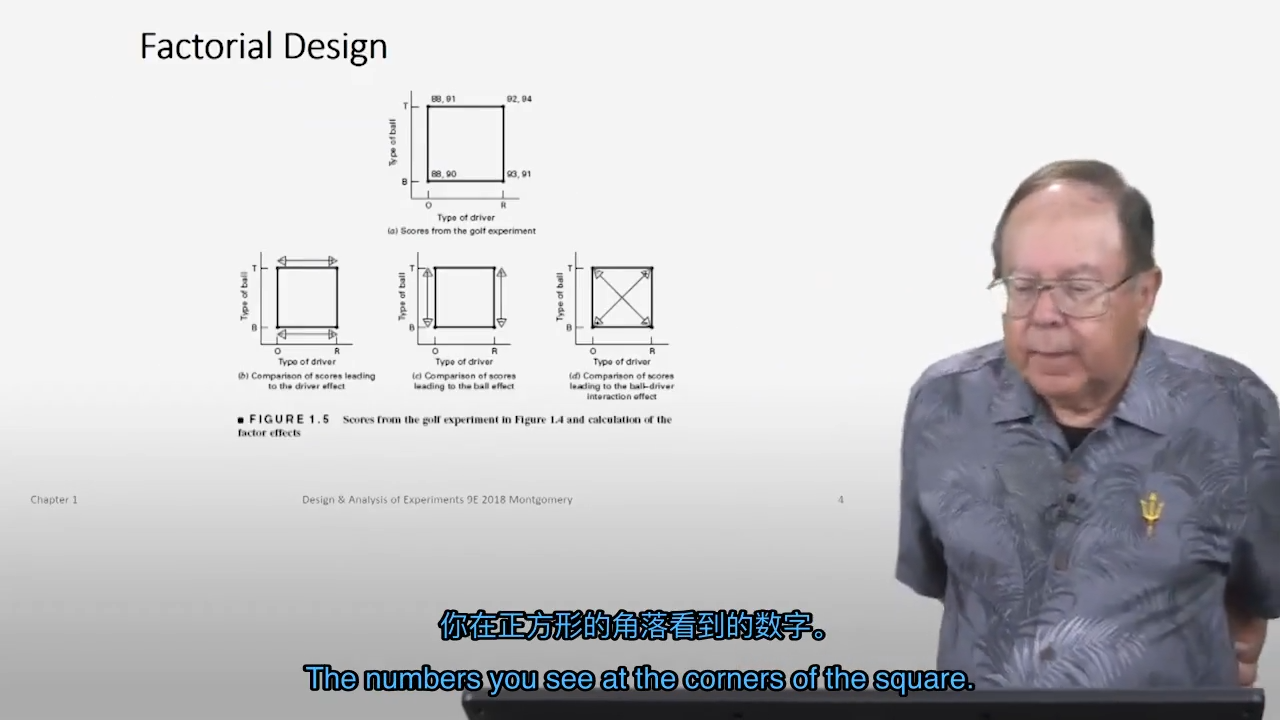 Factorial Design
88, 91
92, 94
T
Type of ball
88, 90
93, 91
B
O
R
Type of driver
(a) Scores from the golf experiment
T
Type of ball
B
O
R
Type of driver
(b) Comparison of scores leading
to the driver effect
T
Type of ball
B
O
R
Type of driver
(c) Comparison of scores
leading to the ball effect
T
Type of ball
B
O
R
Type of driver
(d) Comparison of scores
leading to the ball–driver
interaction effect
■ FIGURE 1.5 Scores from the golf experiment in Figure 1.4 and calculation of the
factor effects
Chapter 1
Design & Analysis of Experiments 9E 2018 Montgomery
4
你在正方形的角落看到的数字。
The numbers you see at the corners of the square.